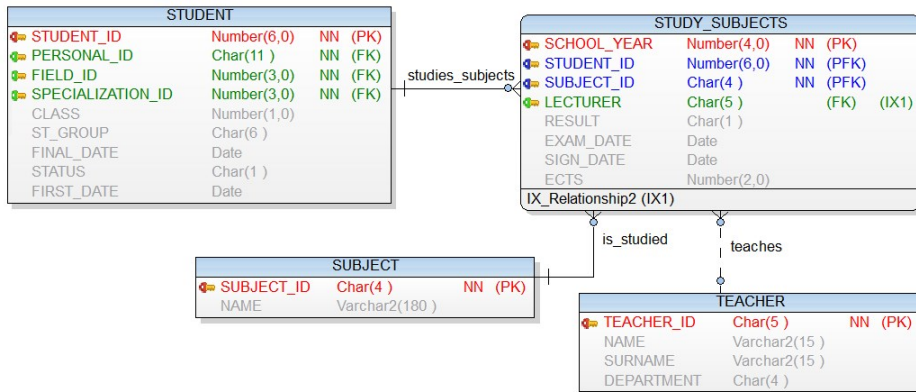 STUDENT
STUDENT_ID Number(6,0) NN (PK)
PERSONAL_ID Char(11 ) NN (FK)
FIELD_ID Number(3,0) NN (FK)
SPECIALIZATION_ID Number(3,0) NN (FK)
CLASS Number(1,0)
ST_GROUP Char(6 )
FINAL_DATE Date
STATUS Char(1 )
FIRST_DATE Date
studies_subjects
STUDY_SUBJECTS
SCHOOL_YEAR Number(4,0) NN (PK)
STUDENT_ID Number(6,0) NN (PFK)
SUBJECT_ID Char(4 ) NN (PFK)
LECTURER Char(5 ) (FK) (IX1)
RESULT Char(1 )
EXAM_DATE Date
SIGN_DATE Date
ECTS Number(2,0)
IX_Relationship2 (IX1)
is_studied
teaches
SUBJECT
SUBJECT_ID Char(4 ) NN (PK)
NAME Varchar2(180 )
TEACHER
TEACHER_ID Char(5 ) NN (PK)
NAME Varchar2(15 )
SURNAME Varchar2(15 )
DEPARTMENT Char(4 )